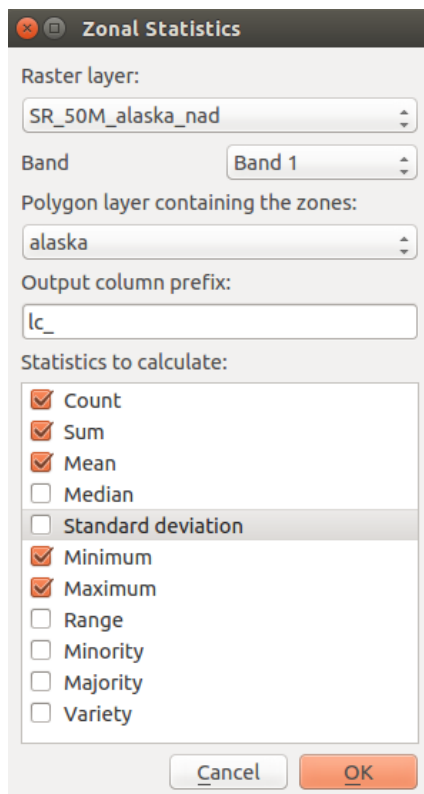 Zonal Statistics
Raster layer:
SR_50M_alaska_nad
Band Band 1
Polygon layer containing the zones:
alaska
Output column prefix:
lc_
Statistics to calculate:
Count
Sum
Mean
Median
Standard deviation
Minimum
Maximum
Range
Minority
Majority
Variety
Cancel OK